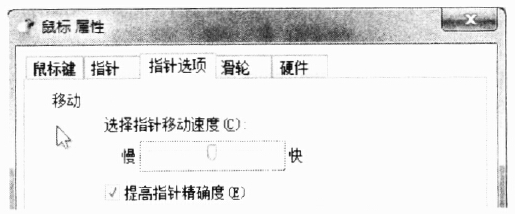 鼠标 属性
鼠标键 指针 指针选项 滑轮 硬件
移动
选择指针移动速度(C):
慢 快
提高指针精确度(E)